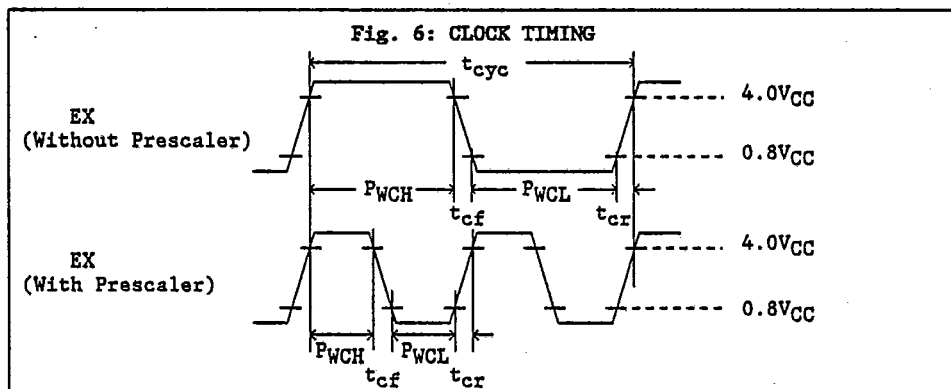 Fig. 6: CLOCK TIMING
tcyc
EX
(Without Prescaler)
4.0VCC
0.8VCC
PWCH
tcf
PWCL
tcr
EX
(With Prescaler)
4.0VCC
0.8VCC
PWCH
tcf
PWCL
tcr